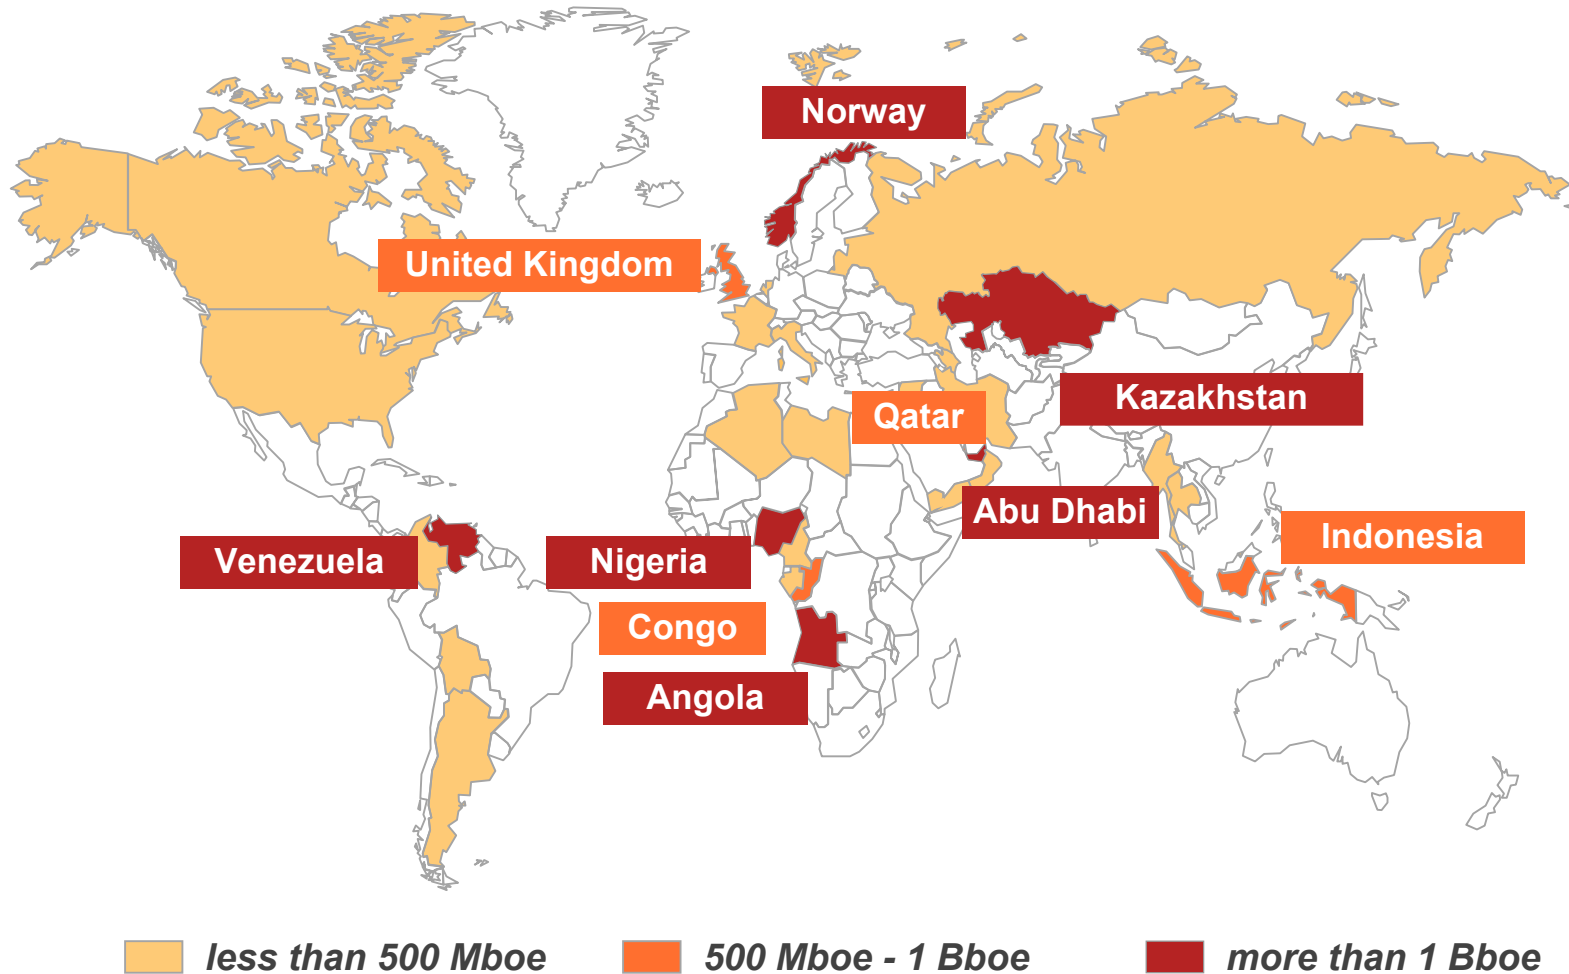 Norway
United Kingdom
Kazakhstan
Qatar
Abu Dhabi
Indonesia
Venezuela
Nigeria
Congo
Angola
less than 500 Mboe
500 Mboe - 1 Bboe
more than 1 Bboe